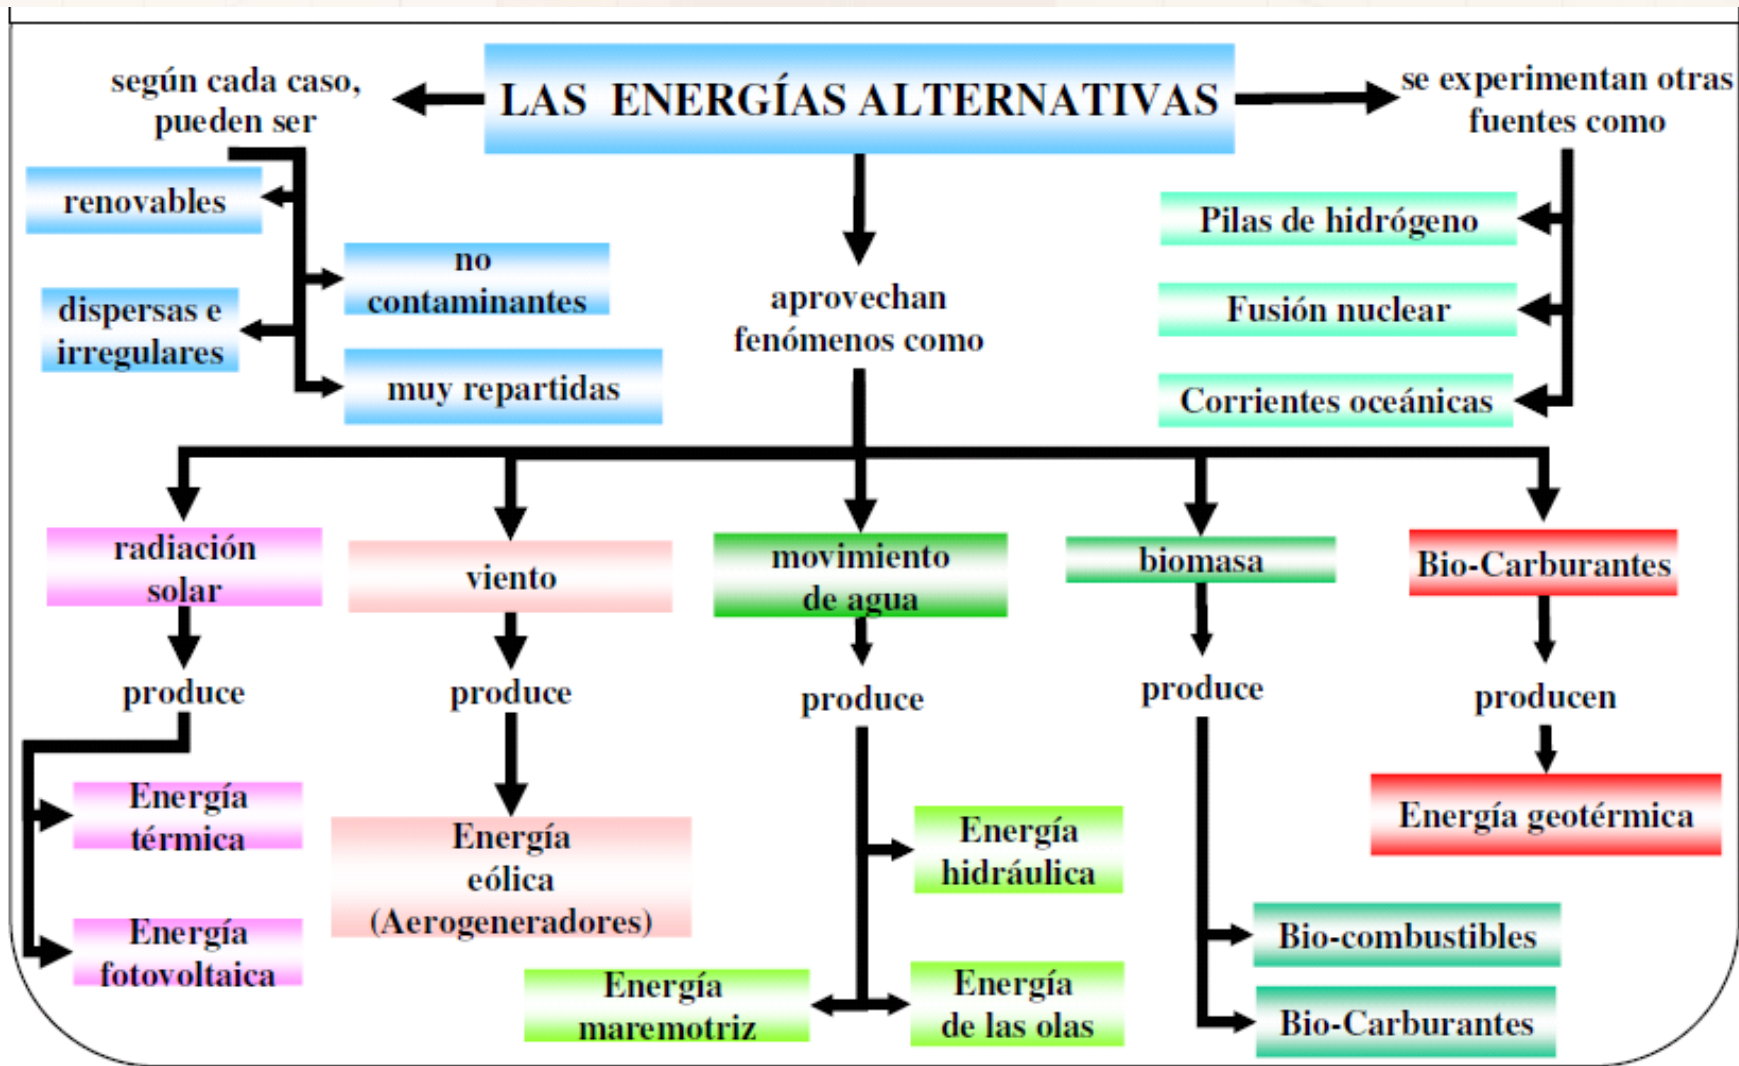 LAS ENERGÍAS ALTERNATIVAS
según cada caso,
pueden ser
renovables
no
contaminantes
dispersas e
irregulares
muy repartidas
se experimentan otras
fuentes como
Pilas de hidrógeno
Fusión nuclear
Corrientes oceánicas
aprovechan
fenómenos como
radiación
solar
produce
Energía
térmica
Energía
fotovoltaica
viento
produce
Energía
eólica
(Aerogeneradores)
movimiento
de agua
produce
Energía
hidráulica
Energía
maremotriz
Energía
de las olas
biomasa
produce
Bio-combustibles
Bio-Carburantes
Bio-Carburantes
producen
Energía geotérmica